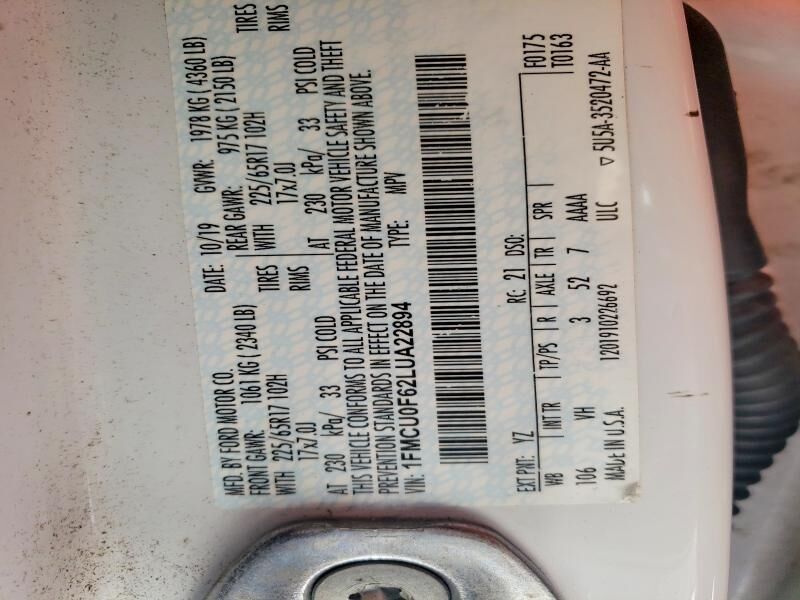 MFD. BY FORD MOTOR CO.
DATE: 10/19 GVWR: 1978 KG ( 4360 LB)
FRONT GAWR: 1061 KG ( 2340 LB) REAR GAWR: 975 KG ( 2150 LB)
WITH 225/65R17 102H TIRES WITH 225/65R17 102H TIRES
17x7.0J RIMS 17x7.0J RIMS
AT 230 kPa/ 33 PSI COLD AT 230 kPa/ 33 PSI COLD
THIS VEHICLE CONFORMS TO ALL APPLICABLE FEDERAL MOTOR VEHICLE SAFETY AND THEFT
PREVENTION STANDARDS IN EFFECT ON THE DATE OF MANUFACTURE SHOWN ABOVE.
VIN: 1FMCU0F62LUA22894 TYPE: MPV
EXT PNT: YZ RC: 21 DSO: F0175
T0163
WB INT TR TP/PS R AXLE TR SPR
106 VH 3 52 7 AAAA
MADE IN U.S.A. 1201910226692 ULC ▽ 5U5A-3520472-AA